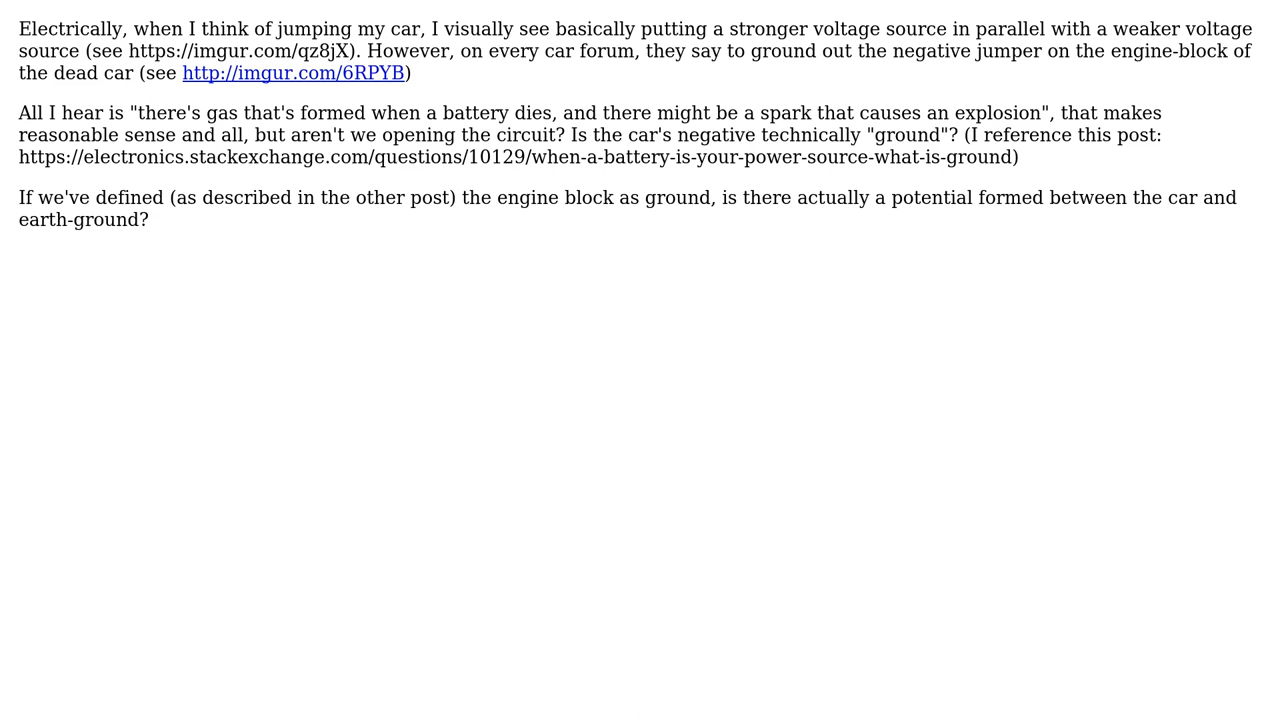 Electrically, when I think of jumping my car, I visually see basically putting a stronger voltage source in parallel with a weaker voltage
source (see https://imgur.com/qz8jX). However, on every car forum, they say to ground out the negative jumper on the engine-block of
the dead car (see http://imgur.com/6RPYB)
All I hear is "there's gas that's formed when a battery dies, and there might be a spark that causes an explosion", that makes
reasonable sense and all, but aren't we opening the circuit? Is the car's negative technically "ground"? (I reference this post:
https://electronics.stackexchange.com/questions/10129/when-a-battery-is-your-power-source-what-is-ground)
If we've defined (as described in the other post) the engine block as ground, is there actually a potential formed between the car and
earth-ground?